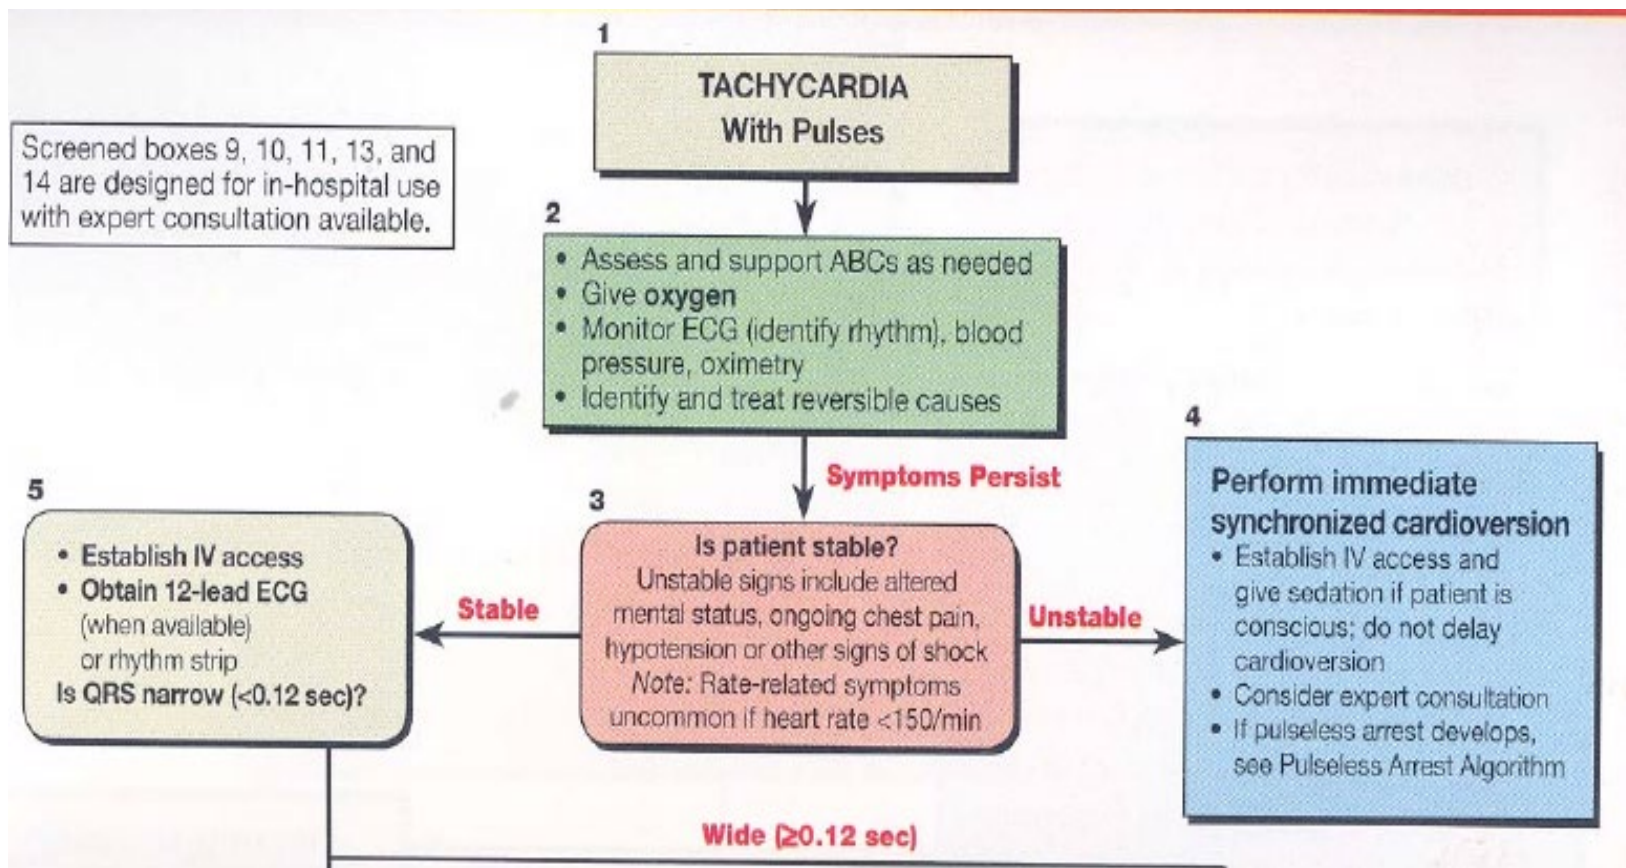 1
TACHYCARDIA
With Pulses
Screened boxes 9, 10, 11, 13, and
14 are designed for in-hospital use
with expert consultation available.
2
• Assess and support ABCs as needed
• Give oxygen
• Monitor ECG (identify rhythm), blood
pressure, oximetry
• Identify and treat reversible causes
Symptoms Persist
3
Is patient stable?
Unstable signs include altered
mental status, ongoing chest pain,
hypotension or other signs of shock
Note: Rate-related symptoms
uncommon if heart rate <150/min
Unstable
4
Perform immediate
synchronized cardioversion
• Establish IV access and
give sedation if patient is
conscious; do not delay
cardioversion
• Consider expert consultation
• If pulseless arrest develops,
see Pulseless Arrest Algorithm
Stable
5
• Establish IV access
• Obtain 12-lead ECG
(when available)
or rhythm strip
Is QRS narrow (<0.12 sec)?
Wide (≥0.12 sec)